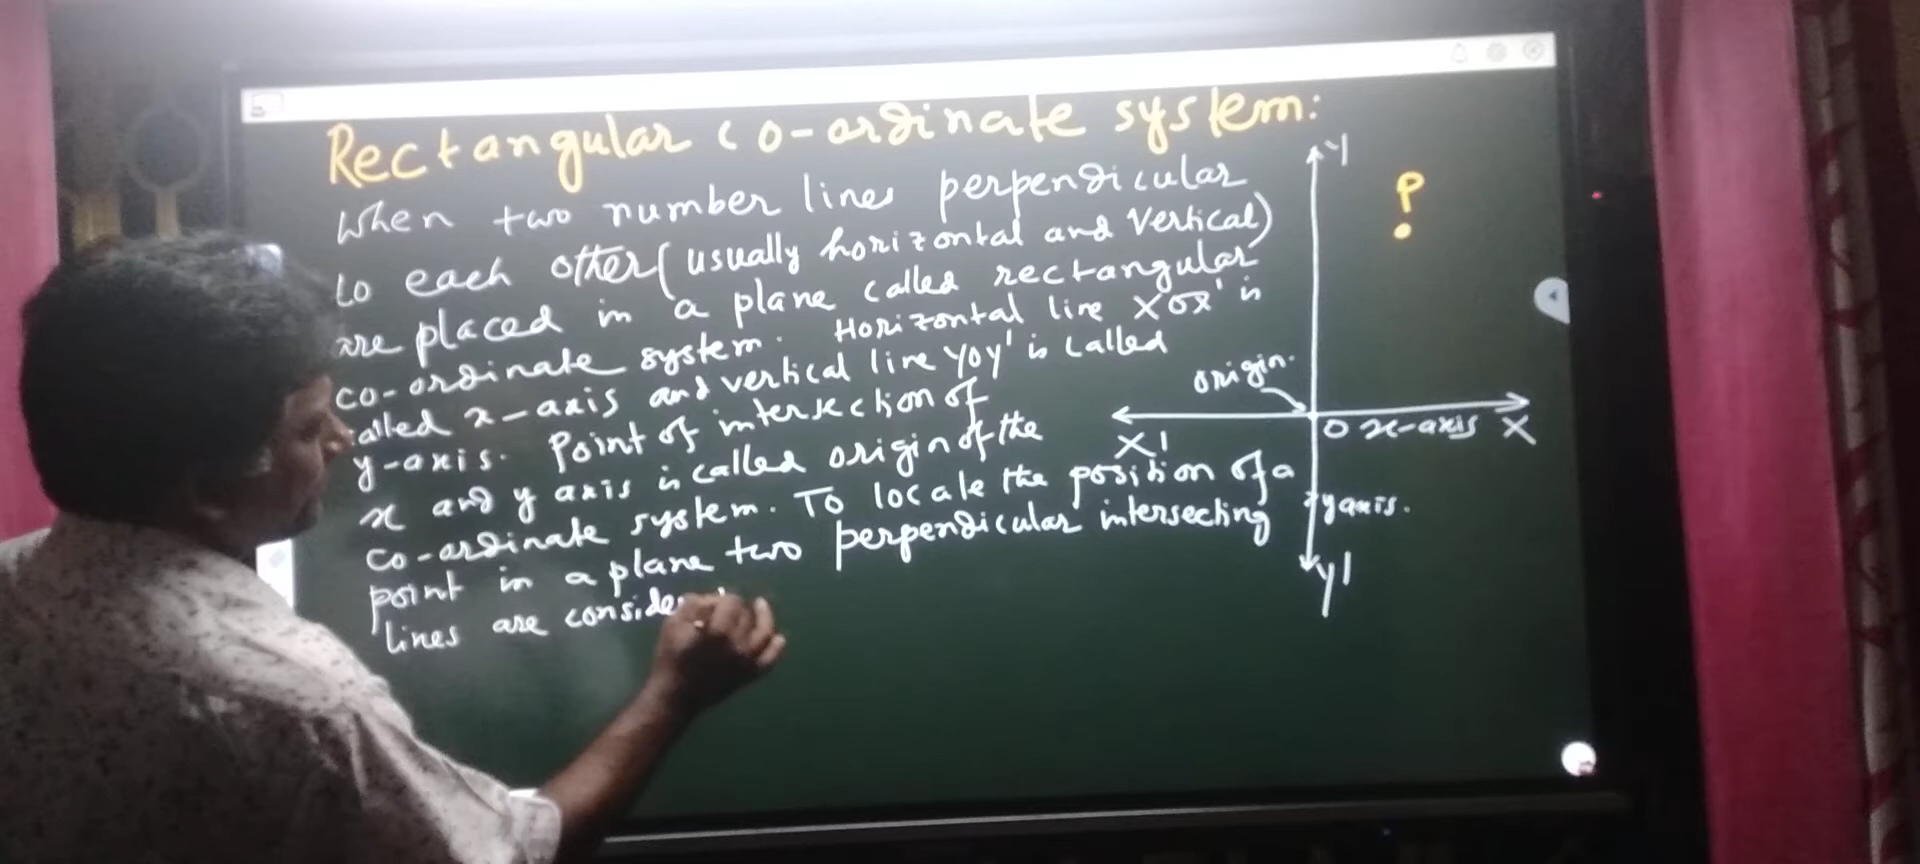 Rectangular co-ordinate system:
When two number lines perpendicular
to each other (usually horizontal and vertical)
are placed in a plane called rectangular
co-ordinate system. Horizontal line XOX' is
called x-axis and vertical line YOY' is called
y-axis. Point of intersection of
x and y axis is called origin of the
co-ordinate system. To locate the position of a
point in a plane two perpendicular intersecting
lines are conside
Y
P
origin.
X'
O x-axis X
y axis.
Y'